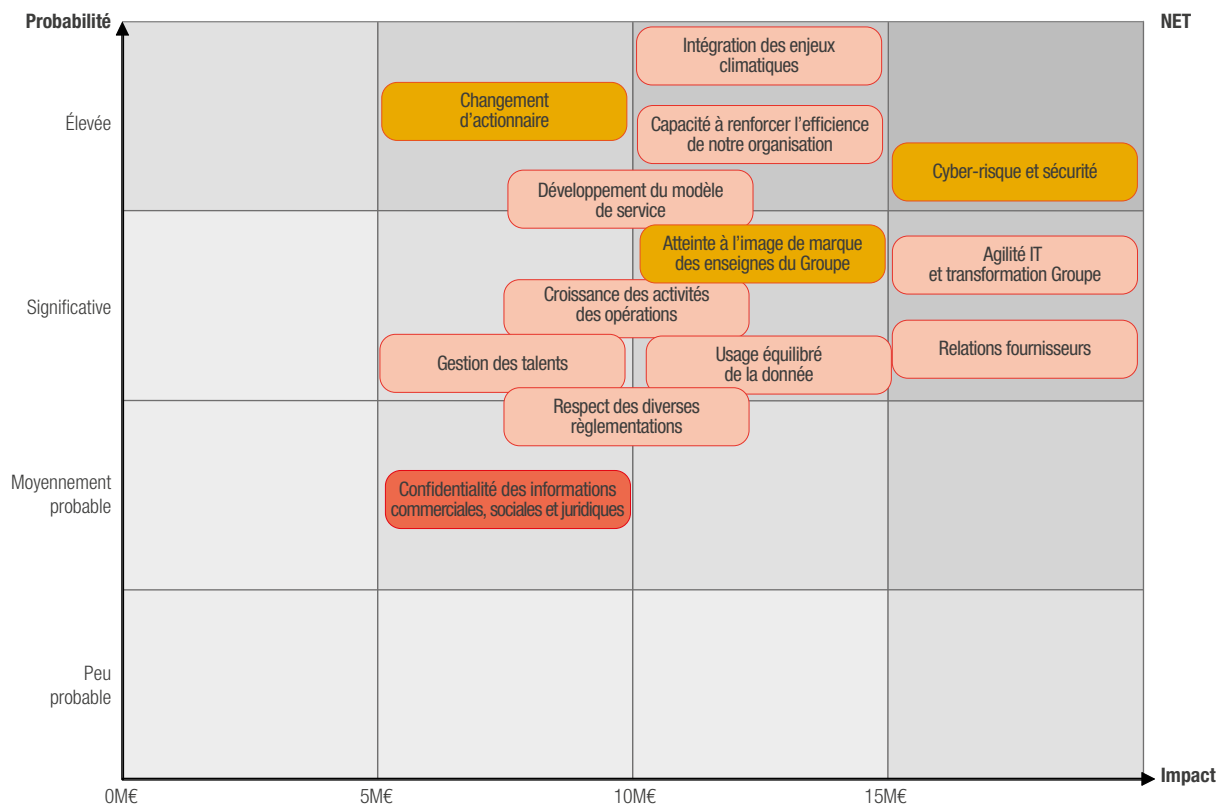 Probabilité
NET
Intégration des enjeux
climatiques
Changement
d'actionnaire
Élevée
Capacité à renforcer l'efficience
de notre organisation
Cyber-risque et sécurité
Développement du modèle
de service
Atteinte à l'image de marque
des enseignes du Groupe
Agilité IT
et transformation Groupe
Significative
Croissance des activités
des opérations
Gestion des talents
Usage équilibré
de la donnée
Relations fournisseurs
Respect des diverses
règlementations
Moyennement
probable
Confidentialité des informations
commerciales, sociales et juridiques
Peu
probable
Impact
0M€
5M€
10M€
15M€